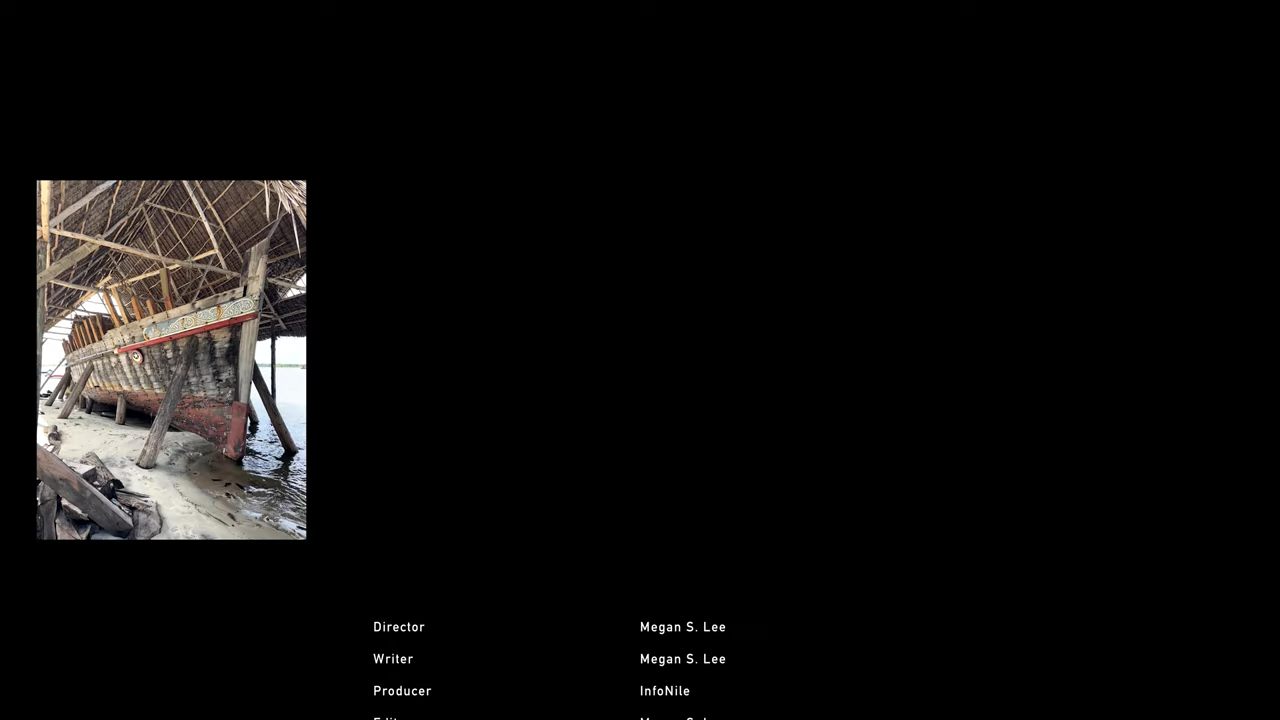 Director Megan S. Lee
Writer Megan S. Lee
Producer InfoNile